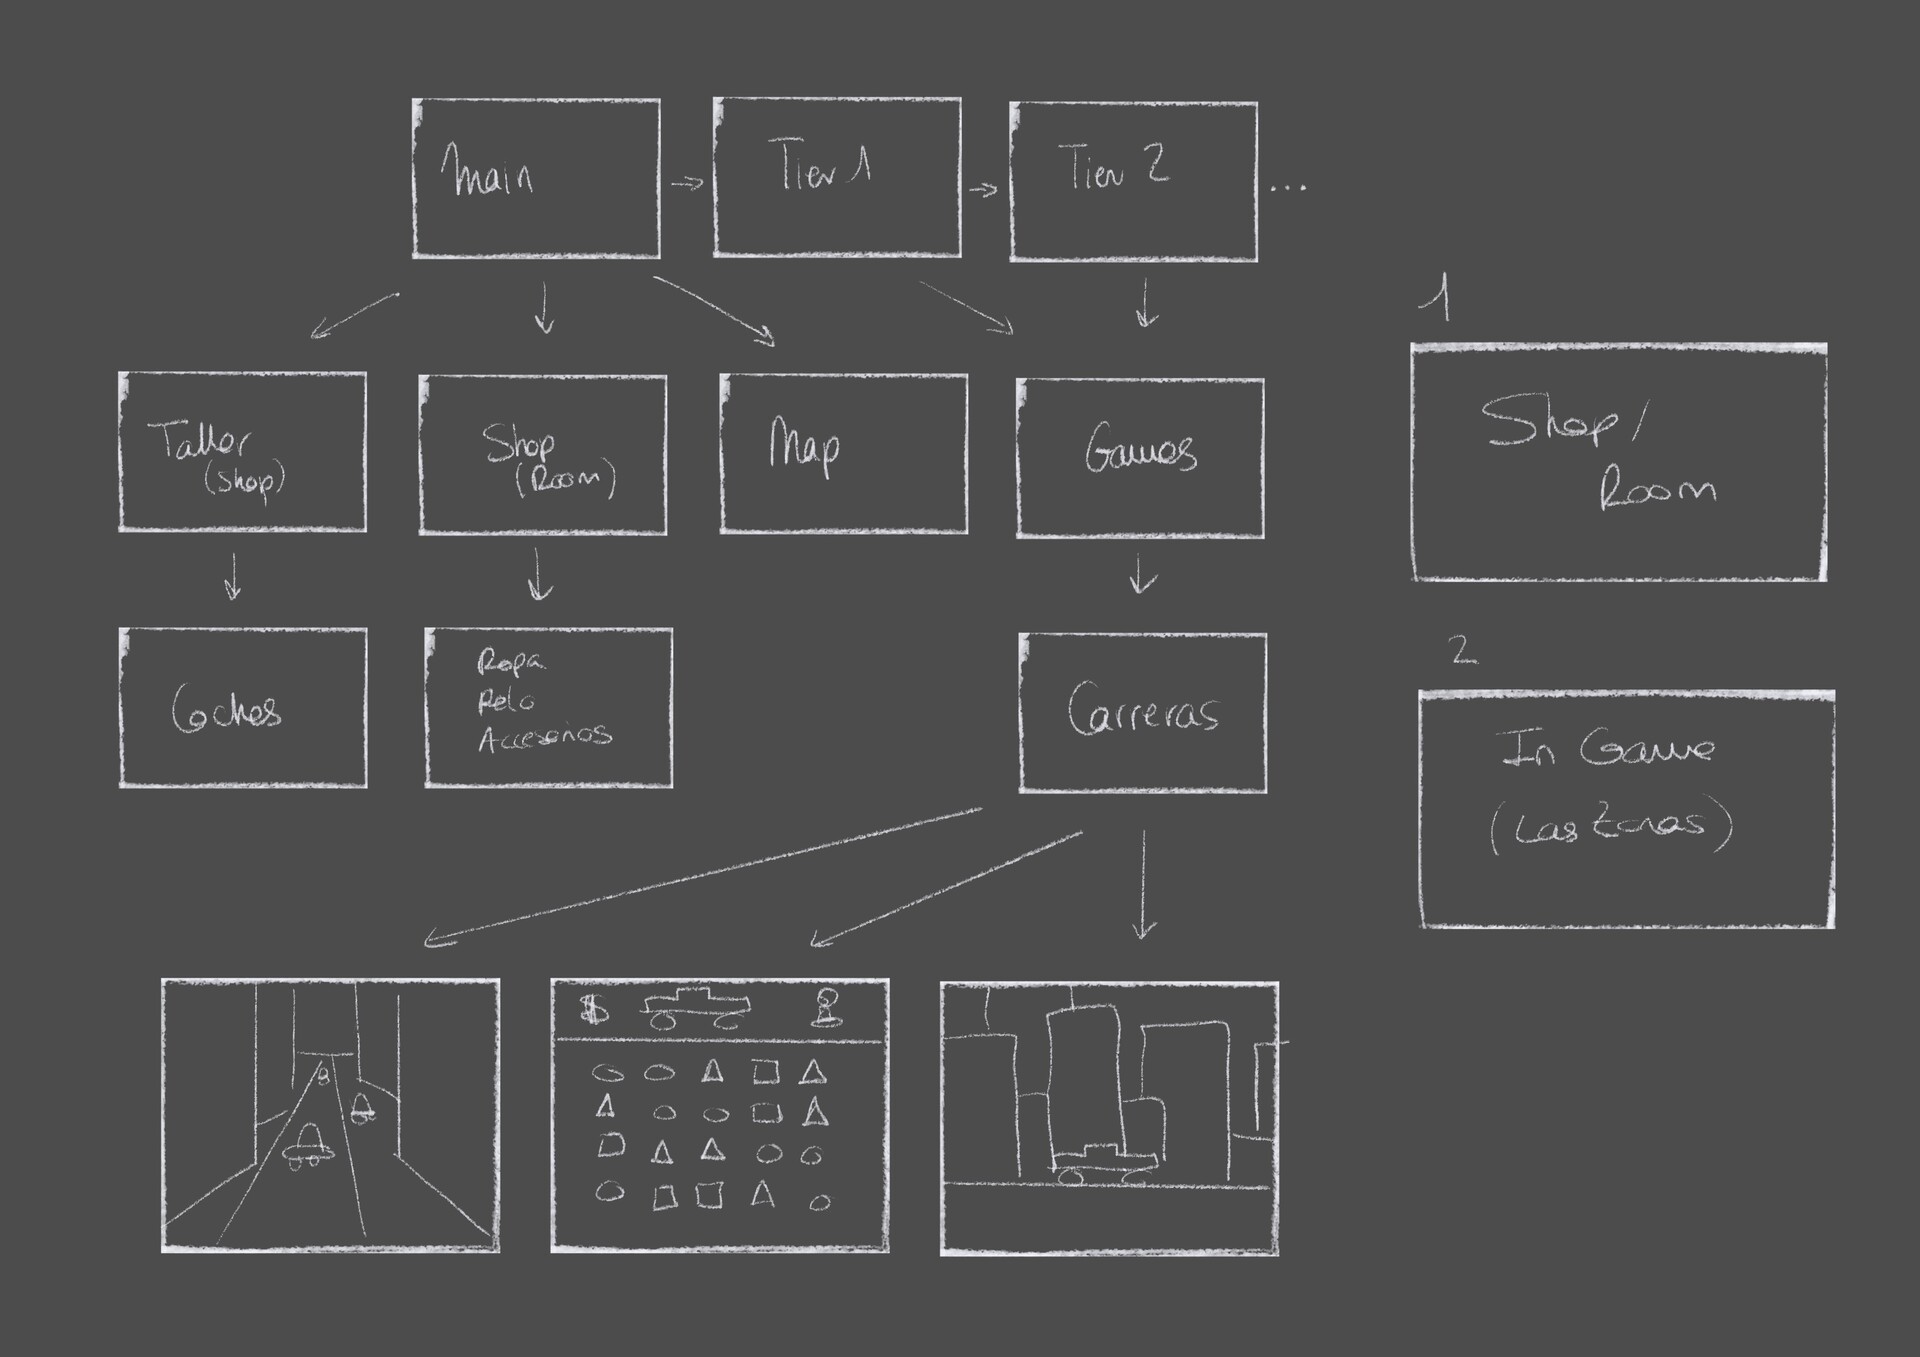 Main
Tier 1
Tier 2
...
Taller
(Shop)
Shop
(Room)
Map
Games
Coches
Ropa
Pelo
Accesorios
Carreras
$
1
Shop/
Room
2
In Game
(Las Zonas)